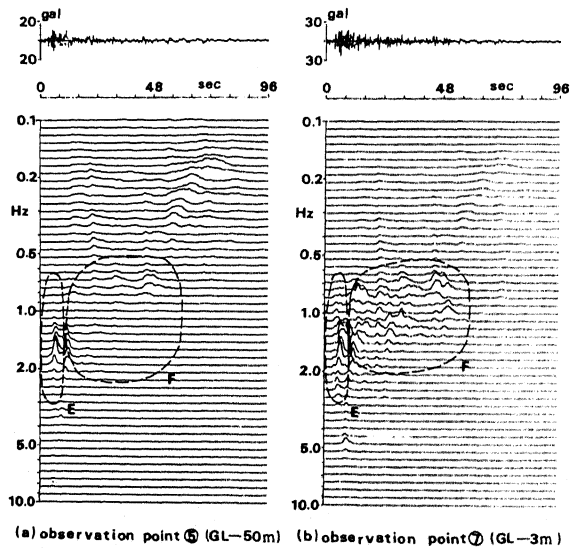 gal
20
20
0 48 sec 96
0.1
0.2
Hz
0.5
1.0
2.0
5.0
10.0
E
F
(a) observation point ⑤ (GL—50m)
gal
30
30
0 48 sec 96
0.1
0.2
Hz
0.5
1.0
2.0
5.0
10.0
E
F
(b) observation point ⑦ (GL—3m)